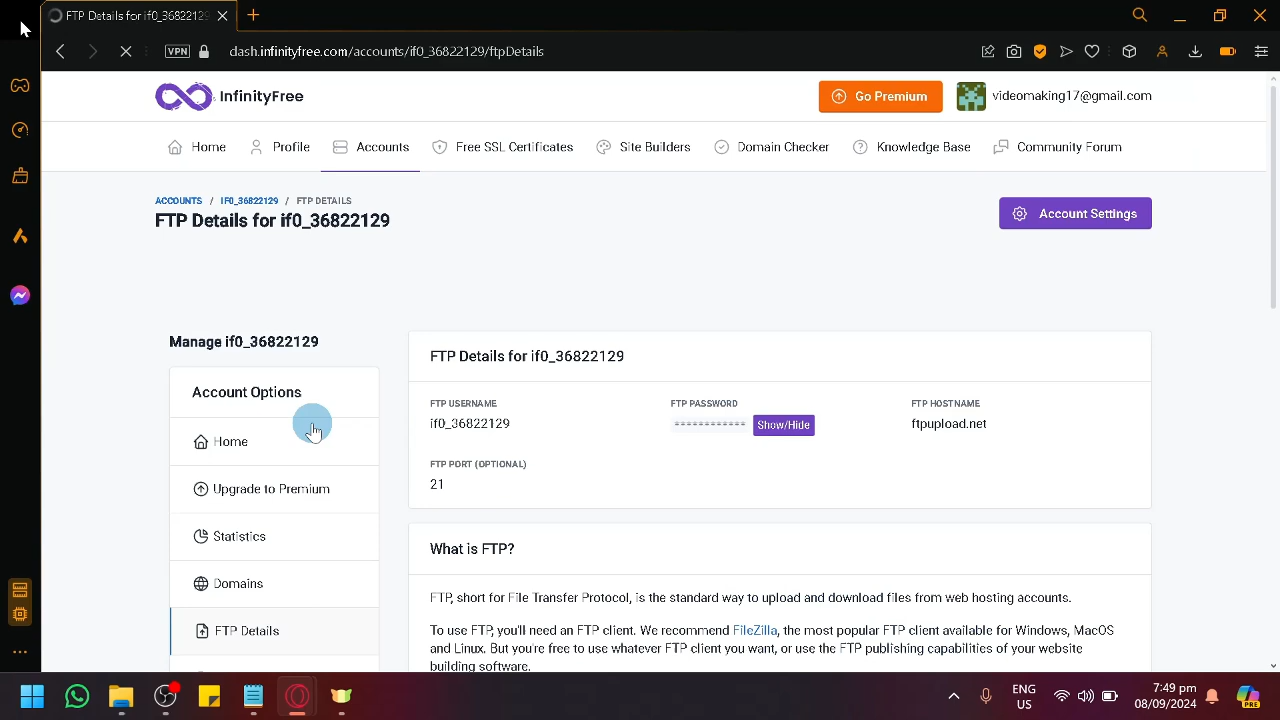 FTP Details for if0_36822129
VPN
dash.infinityfree.com/accounts/if0_36822129/ftpDetails
InfinityFree
Go Premium
videomaking17@gmail.com
Home
Profile
Accounts
Free SSL Certificates
Site Builders
Domain Checker
Knowledge Base
Community Forum
ACCOUNTS / IF0_36822129 / FTP DETAILS
FTP Details for if0_36822129
Account Settings
Manage if0_36822129
Account Options
Home
Upgrade to Premium
Statistics
Domains
FTP Details
FTP Details for if0_36822129
FTP USERNAME
if0_36822129
FTP PASSWORD
************
Show/Hide
FTP HOSTNAME
ftpupload.net
FTP PORT (OPTIONAL)
21
What is FTP?
FTP, short for File Transfer Protocol, is the standard way to upload and download files from web hosting accounts.
To use FTP, you'll need an FTP client. We recommend FileZilla, the most popular FTP client available for Windows, MacOS
and Linux. But you're free to use whatever FTP client you want, or use the FTP publishing capabilities of your website
building software.
ENG
US
7:49 pm
08/09/2024
PRE